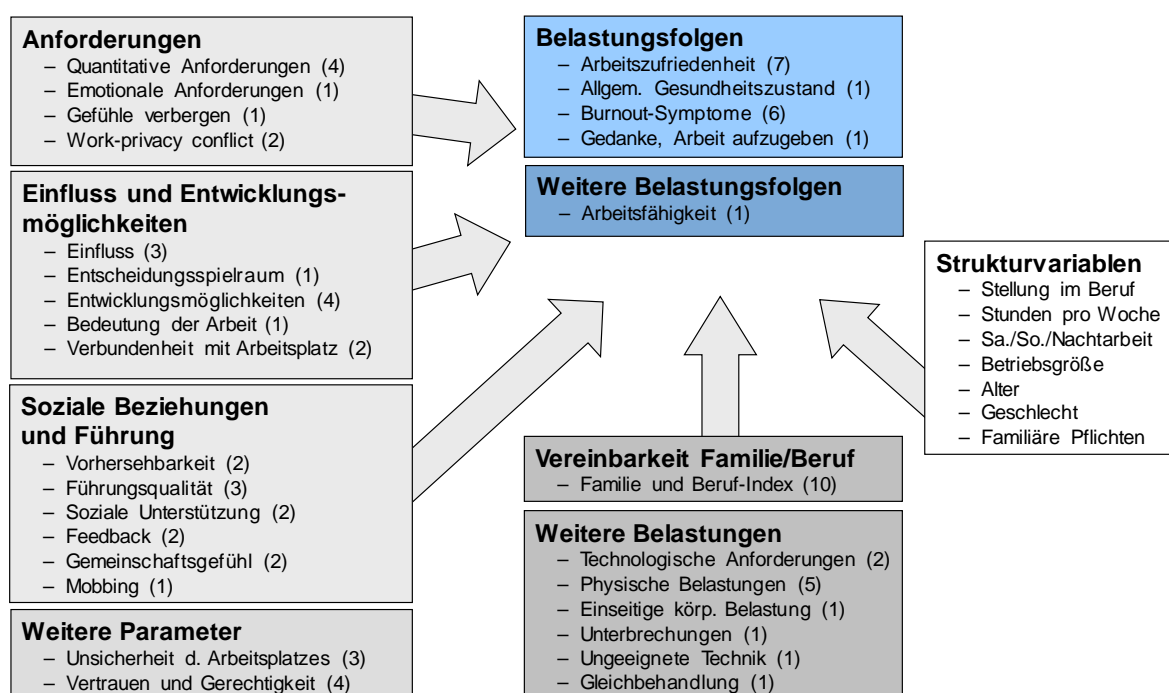 Anforderungen
– Quantitative Anforderungen (4)
– Emotionale Anforderungen (1)
– Gefühle verbergen (1)
– Work-privacy conflict (2)
Einfluss und Entwicklungs-
möglichkeiten
– Einfluss (3)
– Entscheidungsspielraum (1)
– Entwicklungsmöglichkeiten (4)
– Bedeutung der Arbeit (1)
– Verbundenheit mit Arbeitsplatz (2)
Soziale Beziehungen
und Führung
– Vorhersehbarkeit (2)
– Führungsqualität (3)
– Soziale Unterstützung (2)
– Feedback (2)
– Gemeinschaftsgefühl (2)
– Mobbing (1)
Weitere Parameter
– Unsicherheit d. Arbeitsplatzes (3)
– Vertrauen und Gerechtigkeit (4)
Belastungsfolgen
– Arbeitszufriedenheit (7)
– Allgem. Gesundheitszustand (1)
– Burnout-Symptome (6)
– Gedanke, Arbeit aufzugeben (1)
Weitere Belastungsfolgen
– Arbeitsfähigkeit (1)
Vereinbarkeit Familie/Beruf
– Familie und Beruf-Index (10)
Weitere Belastungen
– Technologische Anforderungen (2)
– Physische Belastungen (5)
– Einseitige körp. Belastung (1)
– Unterbrechungen (1)
– Ungeeignete Technik (1)
– Gleichbehandlung (1)
Strukturvariablen
– Stellung im Beruf
– Stunden pro Woche
– Sa./So./Nachtarbeit
– Betriebsgröße
– Alter
– Geschlecht
– Familiäre Pflichten